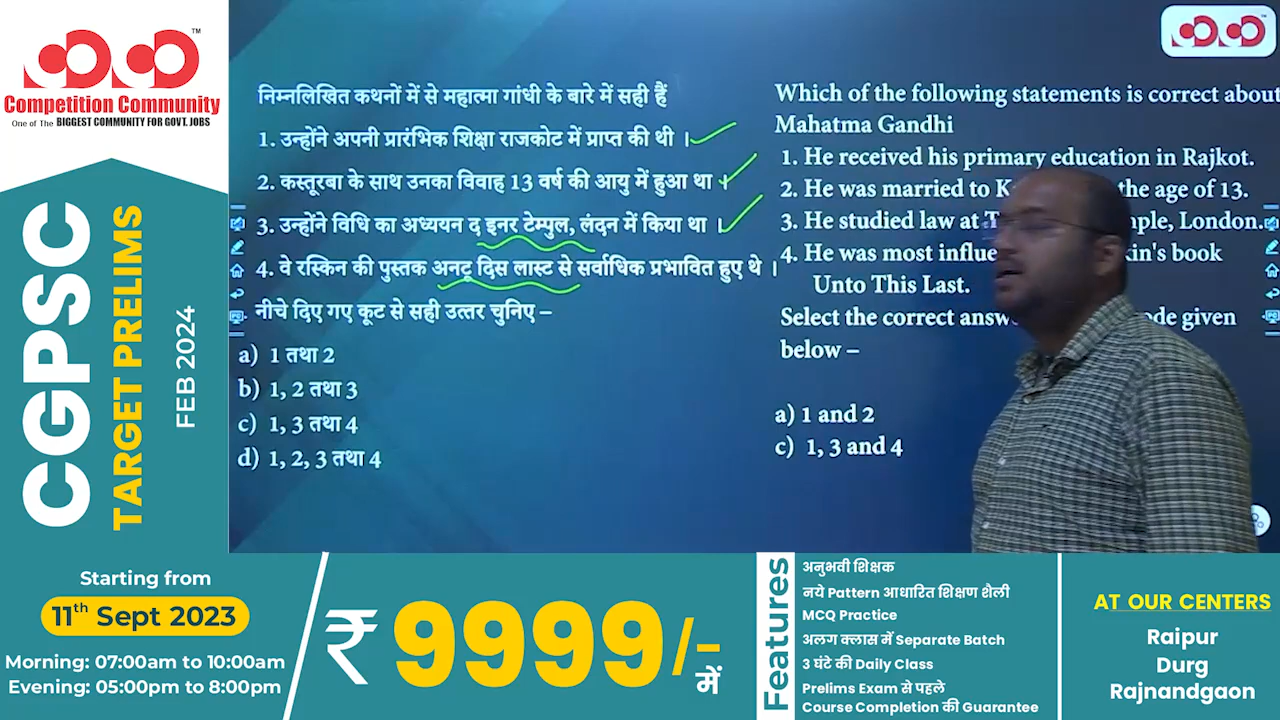 TM
Competition Community
One of The BIGGEST COMMUNITY FOR GOVT. JOBS
CGPSC
TARGET PRELIMS
FEB 2024
निम्नलिखित कथनों में से महात्मा गांधी के बारे में सही हैं
1. उन्होंने अपनी प्रारंभिक शिक्षा राजकोट में प्राप्त की थी ।
2. कस्तूरबा के साथ उनका विवाह 13 वर्ष की आयु में हुआ था ।
3. उन्होंने विधि का अध्ययन द इनर टेम्पुल, लंदन में किया था ।
4. वे रस्किन की पुस्तक अनटू दिस लास्ट से सर्वाधिक प्रभावित हुए थे ।
नीचे दिए गए कूट से सही उत्तर चुनिए –
a) 1 तथा 2
b) 1, 2 तथा 3
c) 1, 3 तथा 4
d) 1, 2, 3 तथा 4
Which of the following statements is correct about
Mahatma Gandhi
1. He received his primary education in Rajkot.
2. He was married to the age of 13.
3. He studied law at London.
4. He was most book
Unto This Last.
Select the correct given
below –
a) 1 and 2
c) 1, 3 and 4
Starting from
11th Sept 2023
Morning: 07:00am to 10:00am
Evening: 05:00pm to 8:00pm
₹ 9999/- में
Features
अनुभवी शिक्षक
नये Pattern आधारित शिक्षण शैली
MCQ Practice
अलग क्लास में Separate Batch
3 घंटे की Daily Class
Prelims Exam से पहले
Course Completion की Guarantee
AT OUR CENTERS
Raipur
Durg
Rajnandgaon